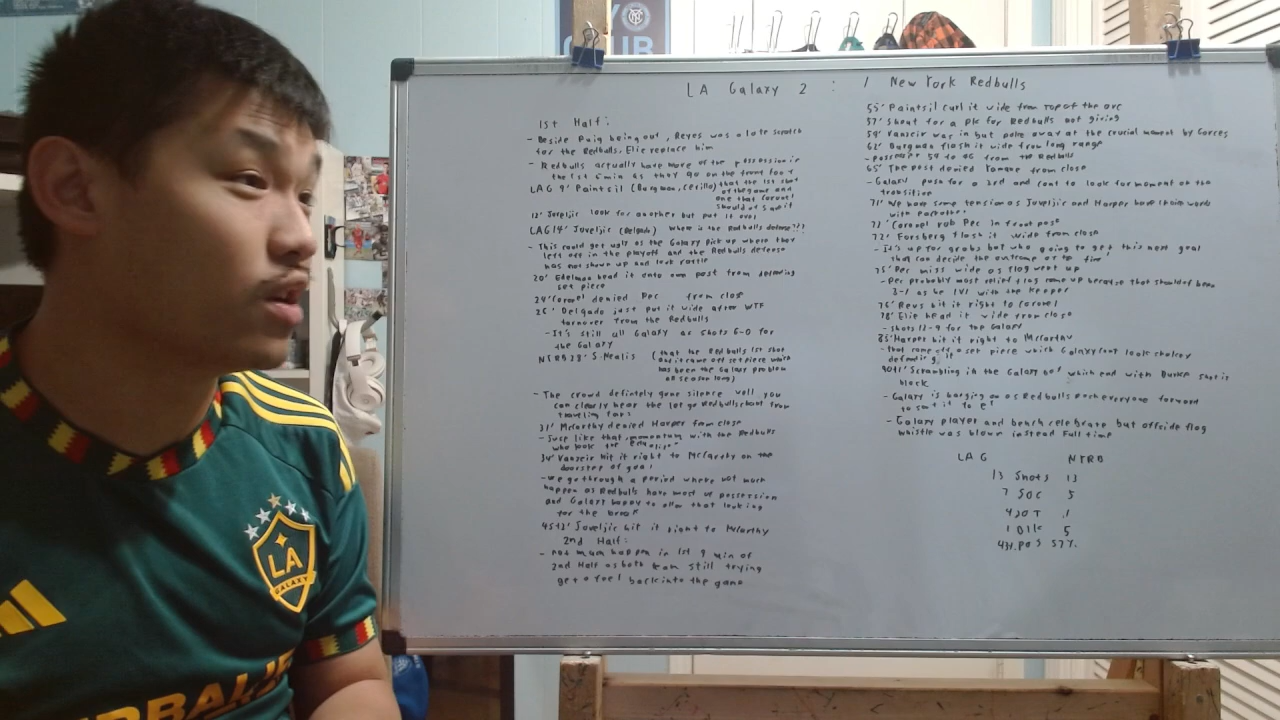 LA Galaxy 2 : 1 New York Redbulls
1st Half:
- Beside Puig being out, Reyes was a late scratch
for the Redbulls, Elie replace him
- Redbulls actually have more of the possession in
the 1st 6 min as they go on the front foot
LAG 9' Paintsil (Bargman, Cerillo) that the 1st shot
of the game and
one that Coronel
should of save it
12' Joveljic look for another but put it over
LAG 14' Joveljic (Delgado) where is the Redbulls defense???
- This could get ugly as the Galaxy pick up where they
left off in the playoff and the Redbulls defense
has not shown up and look rattle
20' Edelman head it onto own post from defending
set piece
24' Coronel denied Pec from close
26' Delgado just put it wide after WTF
turnover from the Redbulls
- It's still all Galaxy as shots 6-0 for
the Galaxy
NYRB 28' S. Nealis (that the Redbulls 1st shot
and it came off set piece which
has been the Galaxy problem
all season long)
- The crowd definitely gone silence well you
can clearly hear the let go Redbulls chant from
traveling fans
31' McCarthy denied Harper from close
- Just like that, momentum with the Redbulls
who look the
34' Vanzeir hit it right to McCarthy on the
doorstep of goal
- We go through a period where not much
happen as Redbulls have most of possession
and Galaxy happy to offer that looking
for the break
45+3' Joveljic hit it right to McCarthy
2nd Half:
- not much happen in 1st 9 min of
2nd Half as both team still trying
get a feel back into the game
55' Paintsil curl it wide from top of the arc
57' Shout for a PK for Redbulls not giving
59' Vanzeir was in but poke away at the crucial moment by Garces
62' Bargman flash it wide from long range
- Possession 54 to 46 from the Redbulls
65' The post denied Yamane from close
- Galaxy push for a 3rd and cont to look for moment on the
transition
71' We have some tension as Joveljic and Harper have choice words
with each other
71' Coronel rob Pec in front post
72' Forsberg flash it wide from close
- It's up for grabs but who going to get this next goal
that can decide the outcome or tie fire!
75' Pec miss wide as flag went up
- Pec probably most relief flag came up because that should been
3-1 as he 1v1 with the keeper
76' Reus hit it right to Coronel
78' Elie head it wide from close
- Shots 11-9 for the Galaxy
85' Harper hit it right to McCarthy
- that come off a set piece which Galaxy cont look choleny
defending it
90+1' Scrambling in the Galaxy box which end with Burke shot is
block
- Galaxy is hanging on as Redbulls push everyone forward
to
- Galaxy player and bench celebrate but offside flag
whistle was blown instead Full time
LAG NYRB
13 Shots 13
7 5
4 1
1 5
43% Pos 57%
LA
GALAXY
CLUB